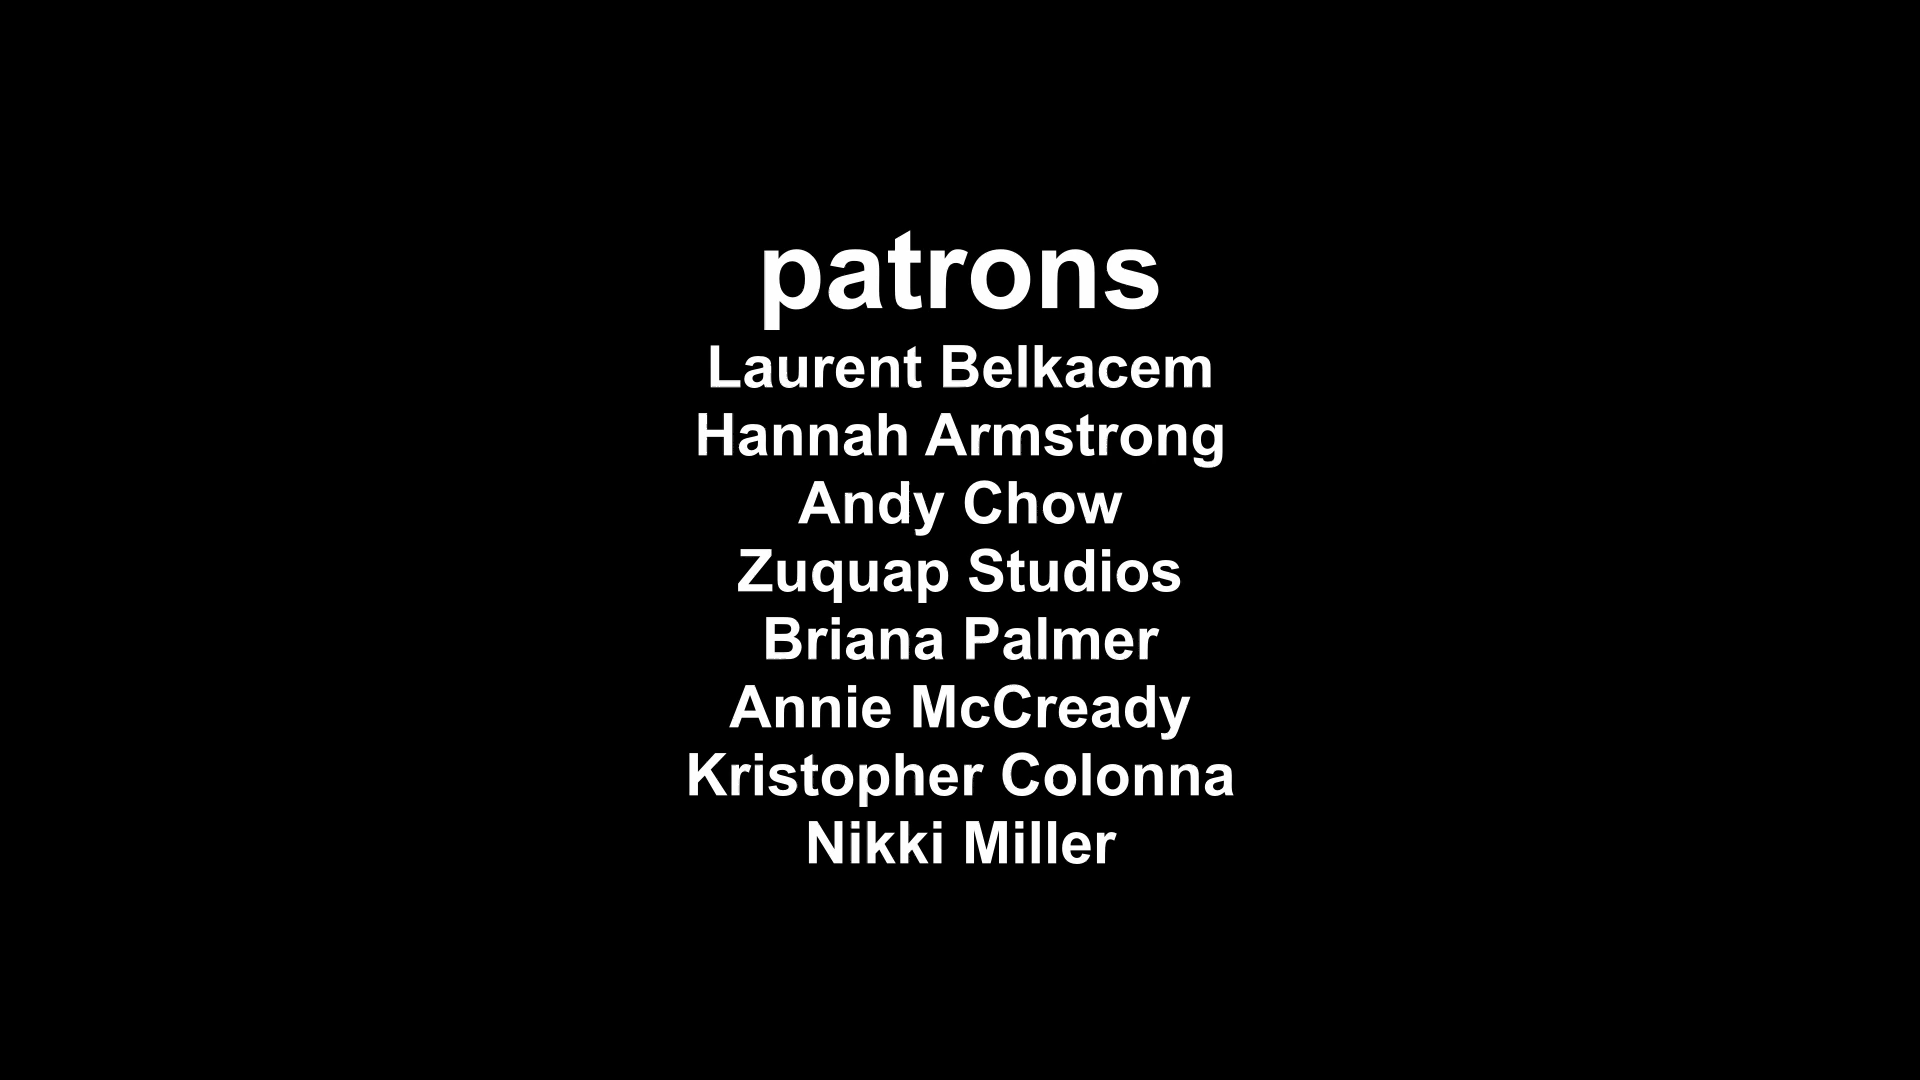 patrons
Laurent Belkacem
Hannah Armstrong
Andy Chow
Zuquap Studios
Briana Palmer
Annie McCready
Kristopher Colonna
Nikki Miller